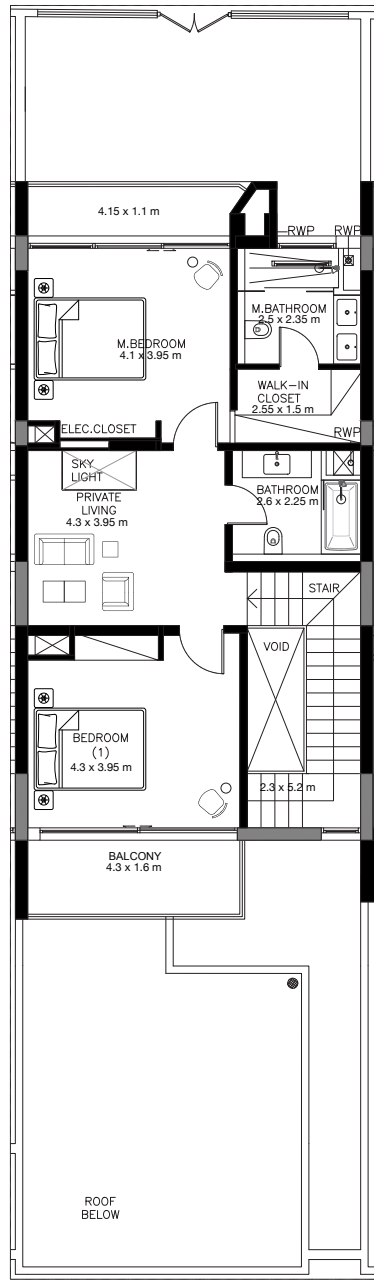 4.15 x 1.1 m
RWP
RWP
M.BEDROOM
4.1 x 3.95 m
M.BATHROOM
2.5 x 2.35 m
WALK-IN
CLOSET
2.55 x 1.5 m
ELEC.CLOSET
RWP
SKY
LIGHT
PRIVATE
LIVING
4.3 x 3.95 m
BATHROOM
2.6 x 2.25 m
STAIR
VOID
BEDROOM
(1)
4.3 x 3.95 m
2.3 x 5.2 m
BALCONY
4.3 x 1.6 m
ROOF
BELOW